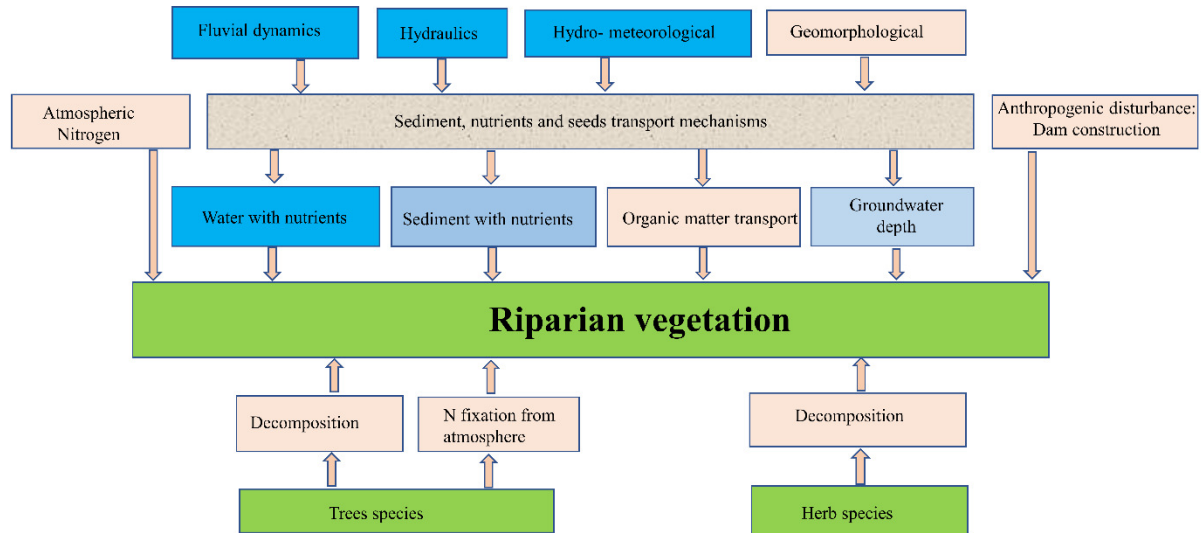 Fluvial dynamics
Hydraulics
Hydro- meteorological
Geomorphological
Atmospheric
Nitrogen
Sediment, nutrients and seeds transport mechanisms
Anthropogenic disturbance:
Dam construction
Water with nutrients
Sediment with nutrients
Organic matter transport
Groundwater
depth
Riparian vegetation
Decomposition
N fixation from
atmosphere
Decomposition
Trees species
Herb species